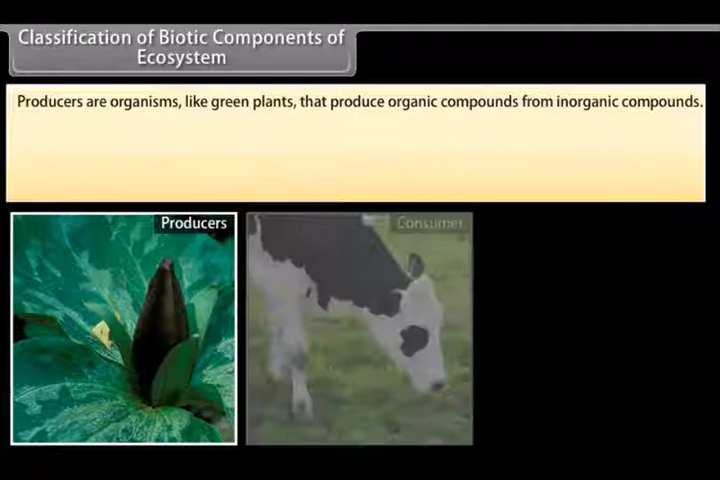 Classification of Biotic Components of
Ecosystem
Producers are organisms, like green plants, that produce organic compounds from inorganic compounds.
Producers
Consumer